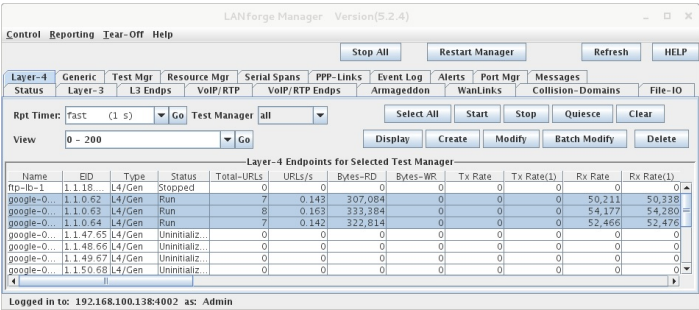 LANforge Manager Version(5.2.4)
Control Reporting Tear-Off Help
Stop All Restart Manager Refresh HELP
Layer-4 Generic Test Mgr Resource Mgr Serial Spans PPP-Links Event Log Alerts Port Mgr Messages
Status Layer-3 L3 Endps VoIP/RTP VoIP/RTP Endps Armageddon WanLinks Collision-Domains File-IO
Rpt Timer: fast (1 s) Go Test Manager all Select All Start Stop Quiesce Clear
View 0 - 200 Go Display Create Modify Batch Modify Delete
Layer-4 Endpoints for Selected Test Manager
Name EID Type Status Total-URLs URLs/s Bytes-RD Bytes-WR Tx Rate Tx Rate(1) Rx Rate Rx Rate(1)
ftp-lb-1 1.1.18.... L4/Gen Stopped 0 0 0 0 0 0 0 0
google-0... 1.1.0.62 L4/Gen Run 7 0.143 307,084 0 0 0 50,211 50,338
google-0... 1.1.0.63 L4/Gen Run 8 0.163 333,384 0 0 0 54,177 54,280
google-0... 1.1.0.64 L4/Gen Run 7 0.142 322,814 0 0 0 52,466 52,476
google-0... 1.1.47.65 L4/Gen Uninitializ... 0 0 0 0 0 0 0 0
google-0... 1.1.48.66 L4/Gen Uninitializ... 0 0 0 0 0 0 0 0
google-0... 1.1.49.67 L4/Gen Uninitializ... 0 0 0 0 0 0 0 0
google-0... 1.1.50.68 L4/Gen Uninitializ... 0 0 0 0 0 0 0 0
Logged in to: 192.168.100.138:4002 as: Admin